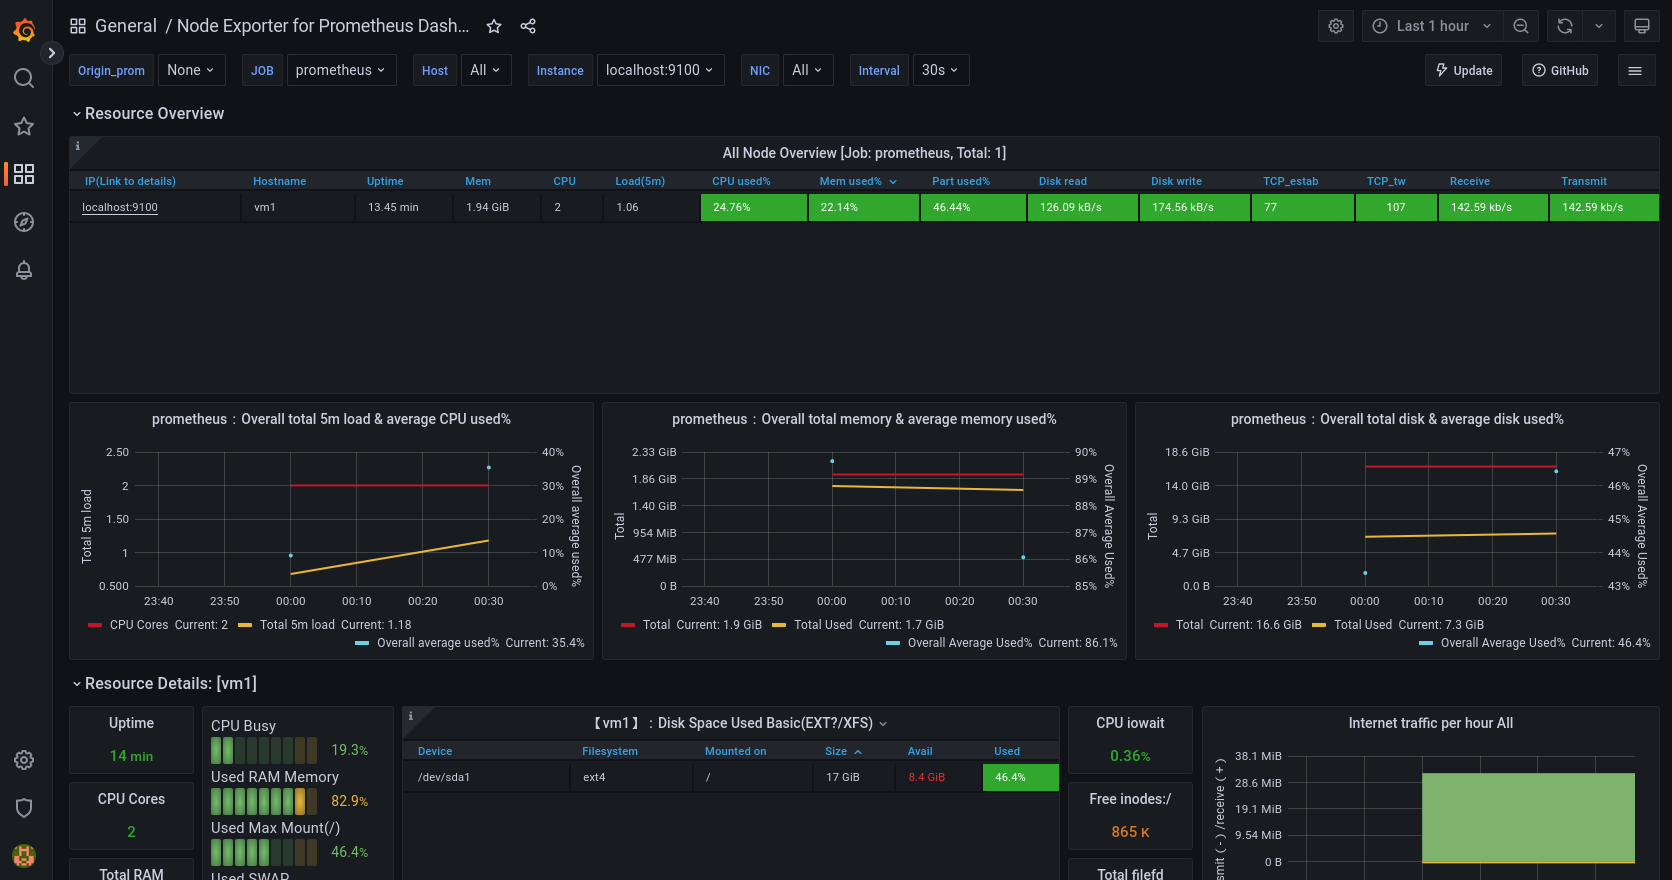 General / Node Exporter for Prometheus Dash...
Last 1 hour
Origin_prom None JOB prometheus Host All Instance localhost:9100 NIC All Interval 30s Update GitHub
Resource Overview
i
All Node Overview [Job: prometheus, Total: 1]
IP(Link to details) Hostname Uptime Mem CPU Load(5m) CPU used% Mem used% Part used% Disk read Disk write TCP_estab TCP_tw Receive Transmit
localhost:9100 vm1 13.45 min 1.94 GiB 2 1.06 24.76% 22.14% 46.44% 126.09 kB/s 174.56 kB/s 77 107 142.59 kb/s 142.59 kb/s
prometheus：Overall total 5m load & average CPU used%
Total 5m load
2.50
2
1.50
1
0.500
40%
30%
20%
10%
0%
Overall average used%
23:40 23:50 00:00 00:10 00:20 00:30
CPU Cores Current: 2 Total 5m load Current: 1.18
Overall average used% Current: 35.4%
prometheus：Overall total memory & average memory used%
Total
2.33 GiB
1.86 GiB
1.40 GiB
954 MiB
477 MiB
0 B
90%
89%
88%
87%
86%
85%
Overall Average Used%
23:40 23:50 00:00 00:10 00:20 00:30
Total Current: 1.9 GiB Total Used Current: 1.7 GiB
Overall Average Used% Current: 86.1%
prometheus：Overall total disk & average disk used%
Total
18.6 GiB
14.0 GiB
9.3 GiB
4.7 GiB
0.0 B
47%
46%
45%
44%
43%
Overall Average Used%
23:40 23:50 00:00 00:10 00:20 00:30
Total Current: 16.6 GiB Total Used Current: 7.3 GiB
Overall Average Used% Current: 46.4%
Resource Details: [vm1]
Uptime
14 min
CPU Cores
2
Total RAM
CPU Busy
19.3%
Used RAM Memory
82.9%
Used Max Mount(/)
46.4%
Used SWAP
i
【vm1】：Disk Space Used Basic(EXT?/XFS)
Device Filesystem Mounted on Size Avail Used
/dev/sda1 ext4 / 17 GiB 8.4 GiB 46.4%
CPU iowait
0.36%
Free inodes:/
865 K
Total filefd
Internet traffic per hour All
smit (-) /receive (+)
38.1 MiB
28.6 MiB
19.1 MiB
9.54 MiB
0 B